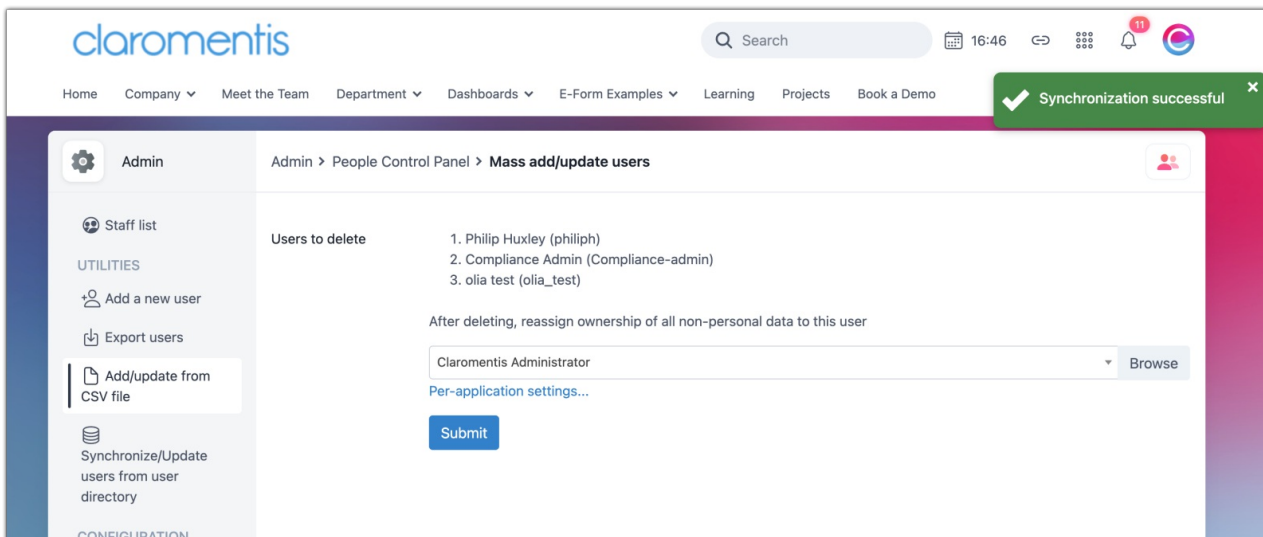 claromentis
Search
16:46
11
Home Company Meet the Team Department Dashboards E-Form Examples Learning Projects Book a Demo
Synchronization successful
Admin
Admin > People Control Panel > Mass add/update users
Staff list
UTILITIES
Add a new user
Export users
Add/update from
CSV file
Synchronize/Update
users from user
directory
CONFIGURATION
Users to delete
1. Philip Huxley (philiph)
2. Compliance Admin (Compliance-admin)
3. olia test (olia_test)
After deleting, reassign ownership of all non-personal data to this user
Claromentis Administrator
Browse
Per-application settings...
Submit